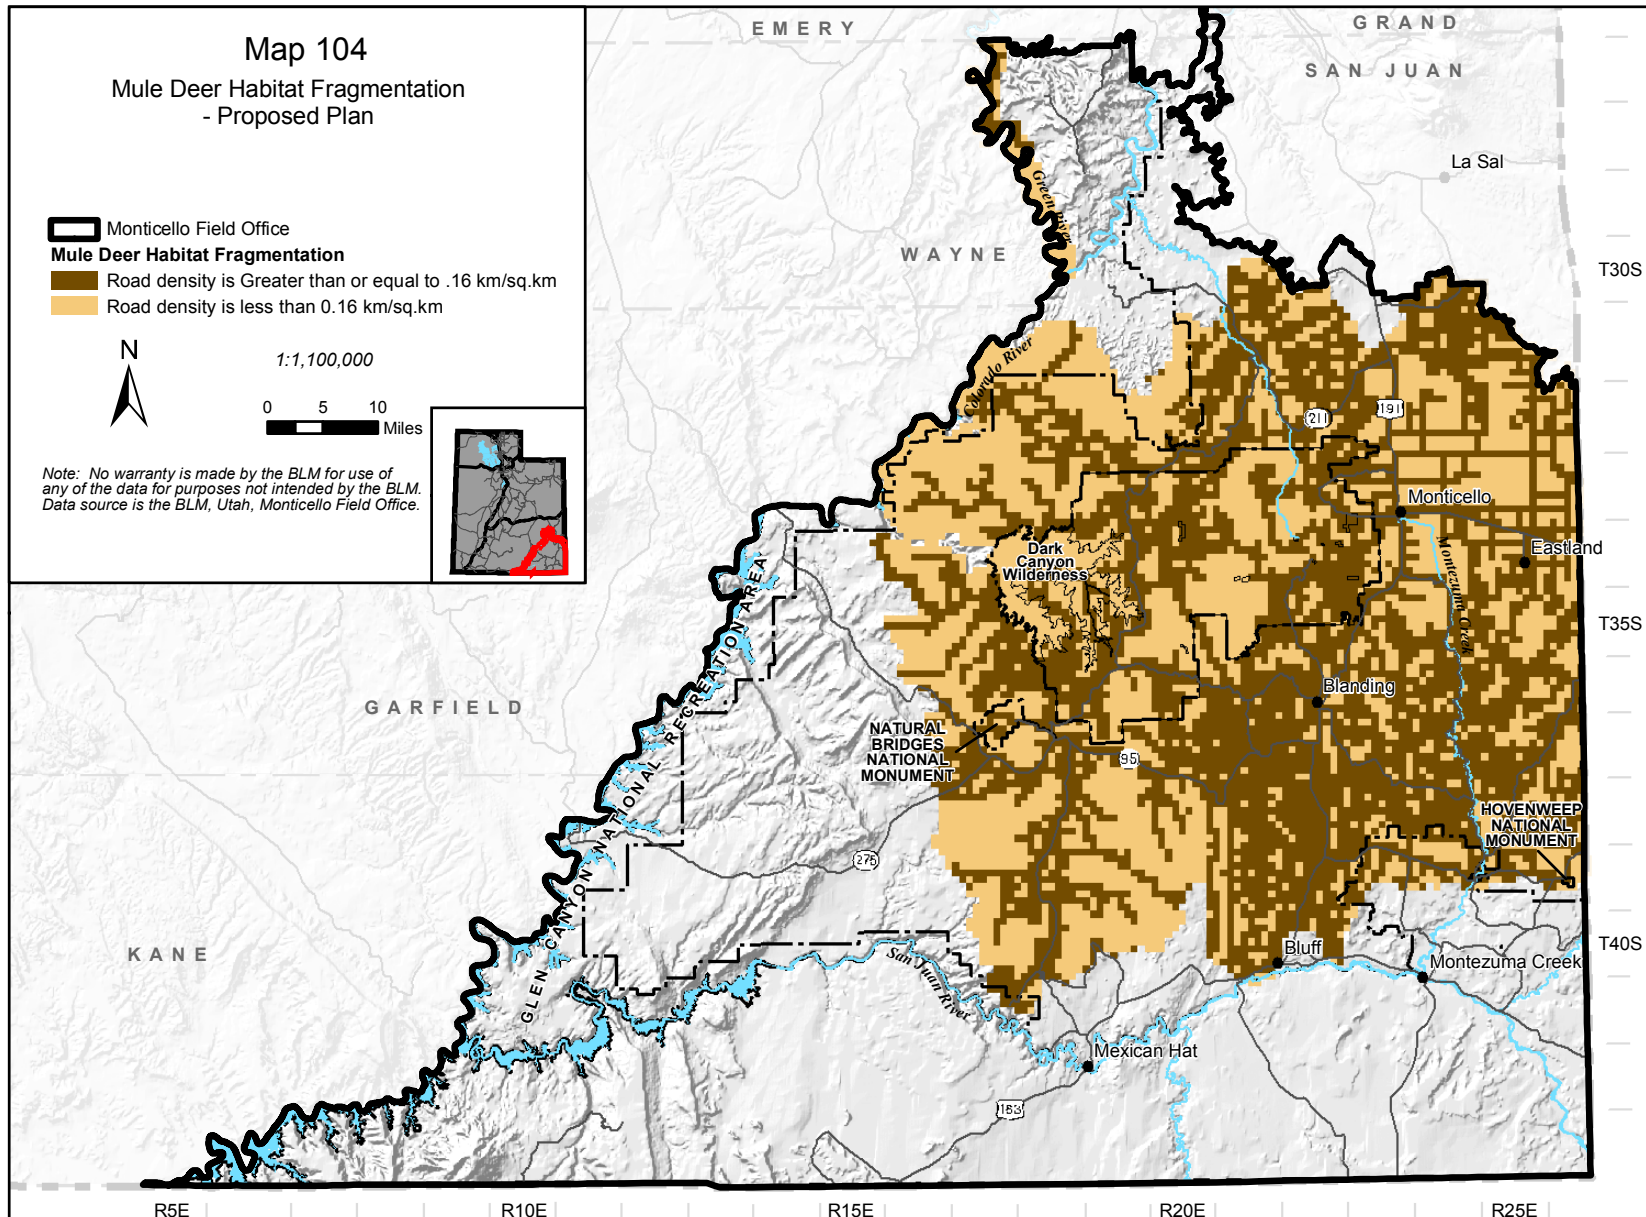 Map 104
Mule Deer Habitat Fragmentation
- Proposed Plan
Monticello Field Office
Mule Deer Habitat Fragmentation
Road density is Greater than or equal to .16 km/sq.km
Road density is less than 0.16 km/sq.km
N
1:1,100,000
0 5 10
Miles
Note: No warranty is made by the BLM for use of
any of the data for purposes not intended by the BLM.
Data source is the BLM, Utah, Monticello Field Office.
EMERY
GRAND
SAN JUAN
La Sal
Green River
WAYNE
T30S
Colorado River
211
191
Monticello
Eastland
Dark
Canyon
Wilderness
Montezuma Creek
T35S
GLEN CANYON NATIONAL RECREATION AREA
GARFIELD
Blanding
NATURAL
BRIDGES
NATIONAL
MONUMENT
95
HOVENWEEP
NATIONAL
MONUMENT
276
KANE
San Juan River
Bluff
T40S
Montezuma Creek
Mexican Hat
163
R5E
R10E
R15E
R20E
R25E